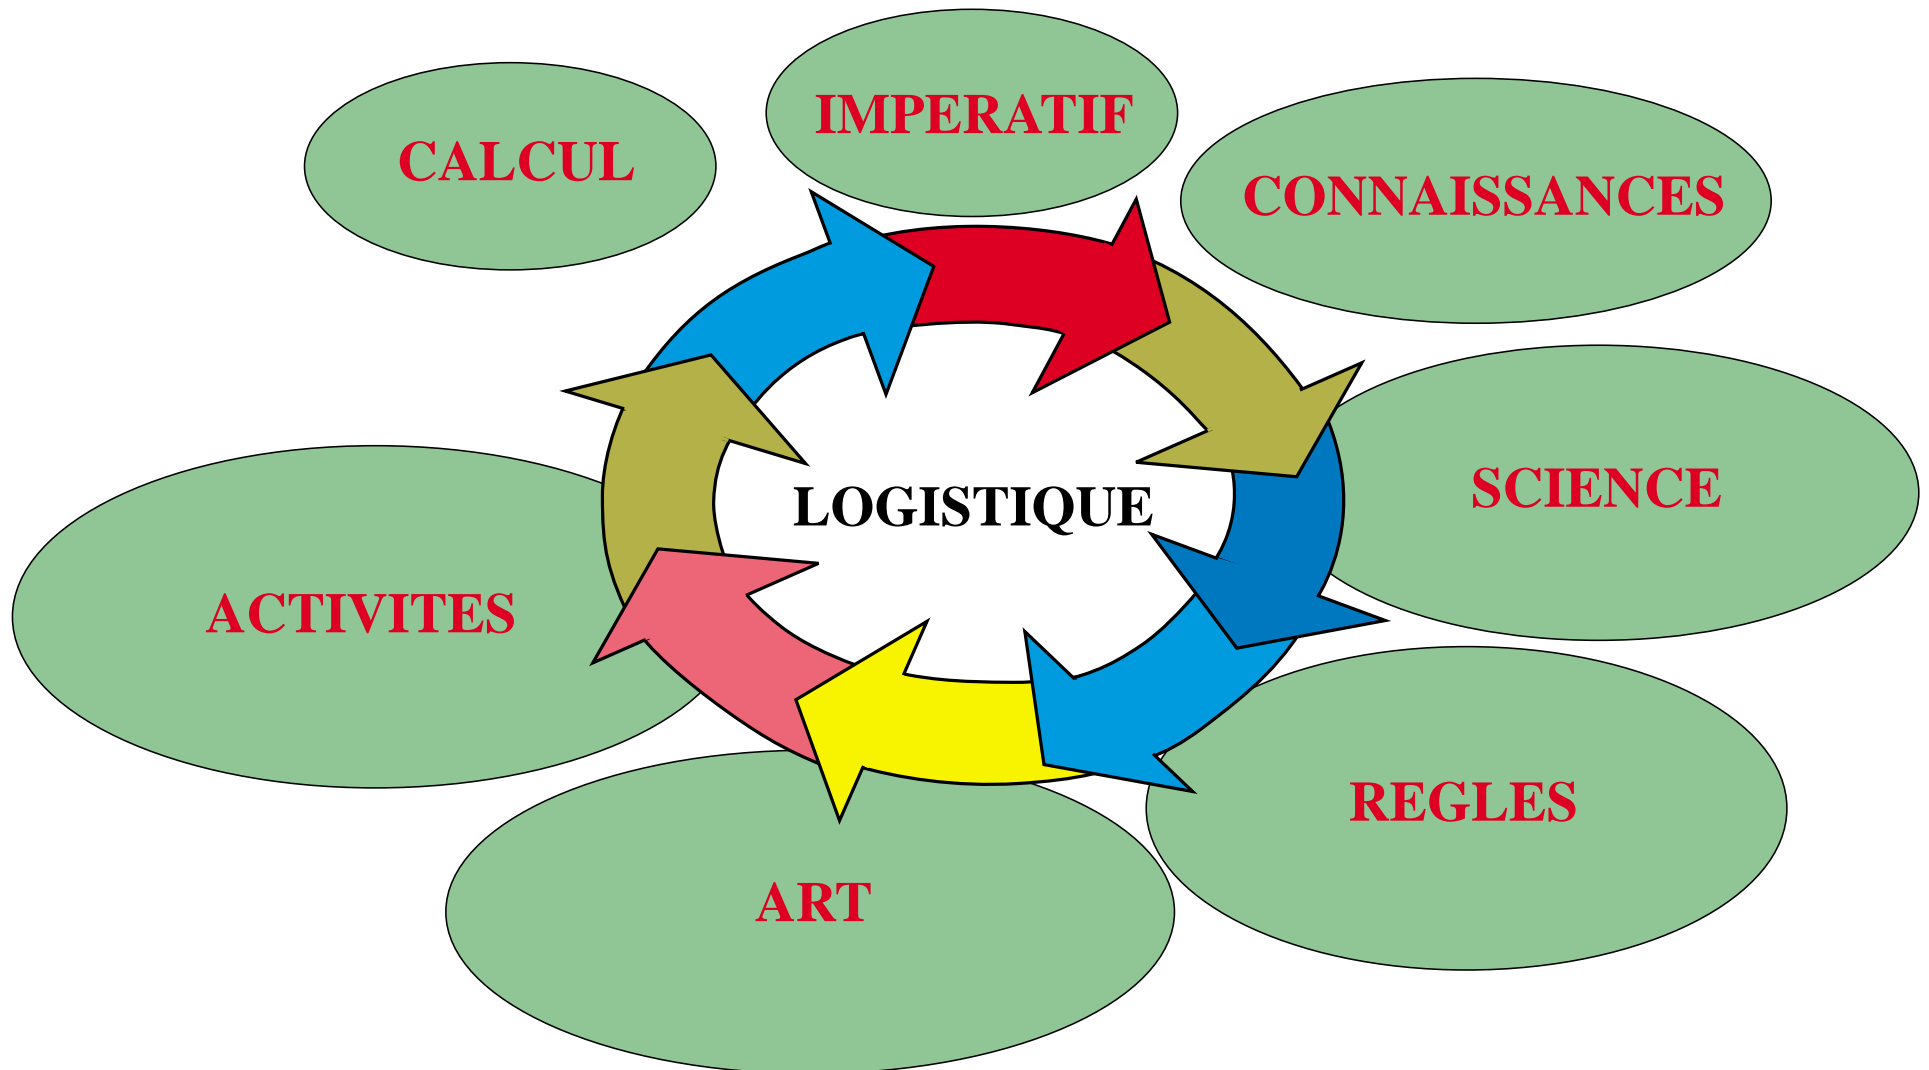 IMPERATIF
CALCUL
CONNAISSANCES
SCIENCE
LOGISTIQUE
ACTIVITES
REGLES
ART